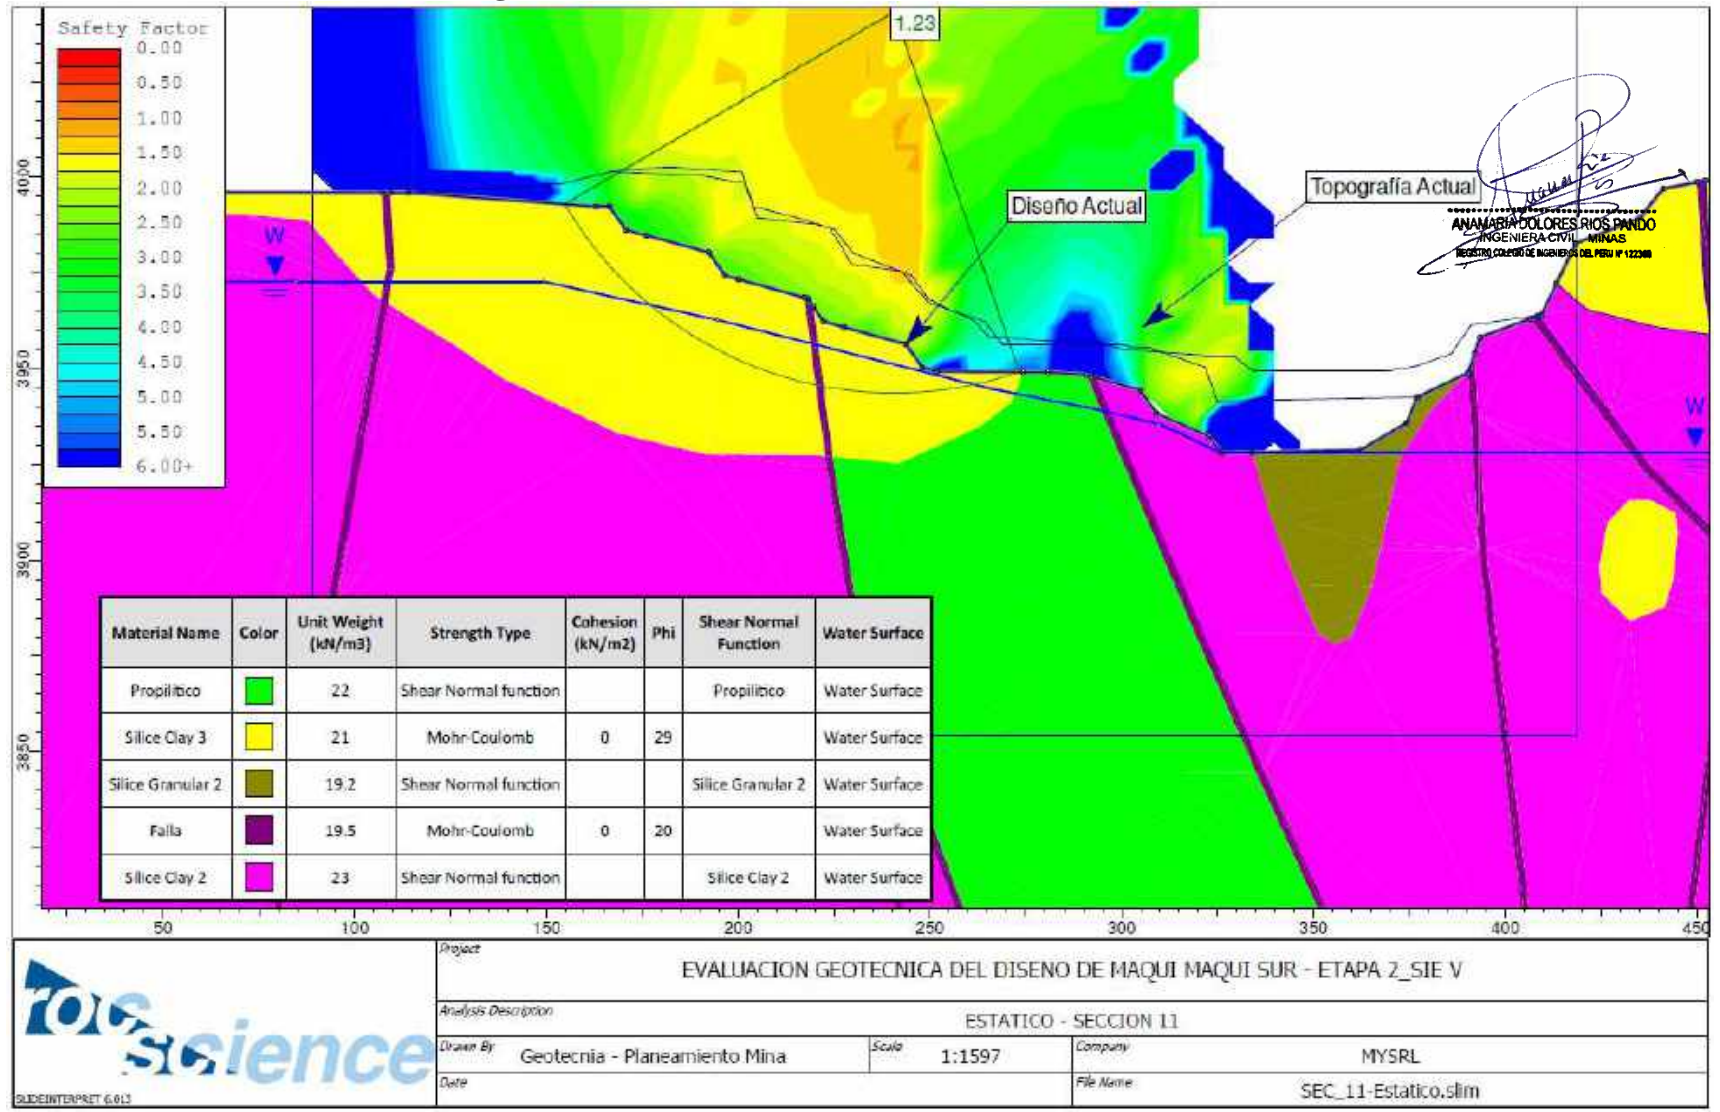 Safety Factor
0.00
0.50
1.00
1.50
2.00
2.50
3.00
3.50
4.00
4.50
5.00
5.50
6.00+
1.23
Diseño Actual
Topografía Actual
ANAMARIA DOLORES RIOS PANDO
INGENIERA CIVIL MINAS
REGISTRO COLEGIO DE INGENIEROS DEL PERU Nº
W
W
4000
3950
3900
3850
Material Name Color Unit Weight (kN/m3) Strength Type Cohesion (kN/m2) Phi Shear Normal Function Water Surface
Propilitico 22 Shear Normal function Propilitico Water Surface
Silice Clay 3 21 Mohr-Coulomb 0 29 Water Surface
Silice Granular 2 19.2 Shear Normal function Silice Granular 2 Water Surface
Falla 19.5 Mohr-Coulomb 0 20 Water Surface
Silice Clay 2 23 Shear Normal function Silice Clay 2 Water Surface
50 100 150 200 250 300 350 400 450
rocscience
SLIDEINTERPRET 6.013
Project
EVALUACION GEOTECNICA DEL DISENO DE MAQUI MAQUI SUR - ETAPA 2_SIE V
Analysis Description
ESTATICO - SECCION 11
Drawn By
Geotecnia - Planeamiento Mina
Scale
1:1597
Company
MYSRL
Date
File Name
SEC_11-Estatico.slim